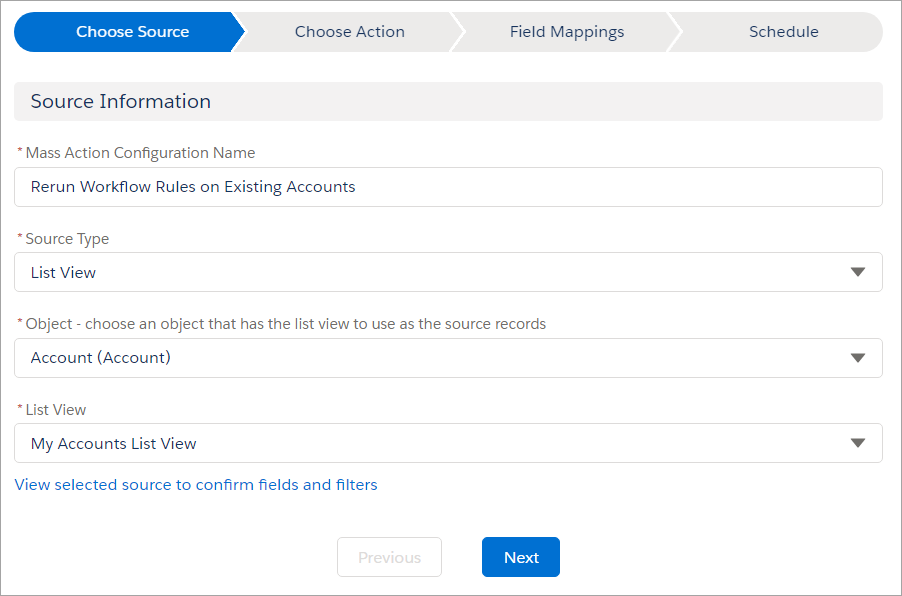 Choose Source
Choose Action
Field Mappings
Schedule
Source Information
* Mass Action Configuration Name
Rerun Workflow Rules on Existing Accounts
* Source Type
List View
* Object - choose an object that has the list view to use as the source records
Account (Account)
* List View
My Accounts List View
View selected source to confirm fields and filters
Previous
Next